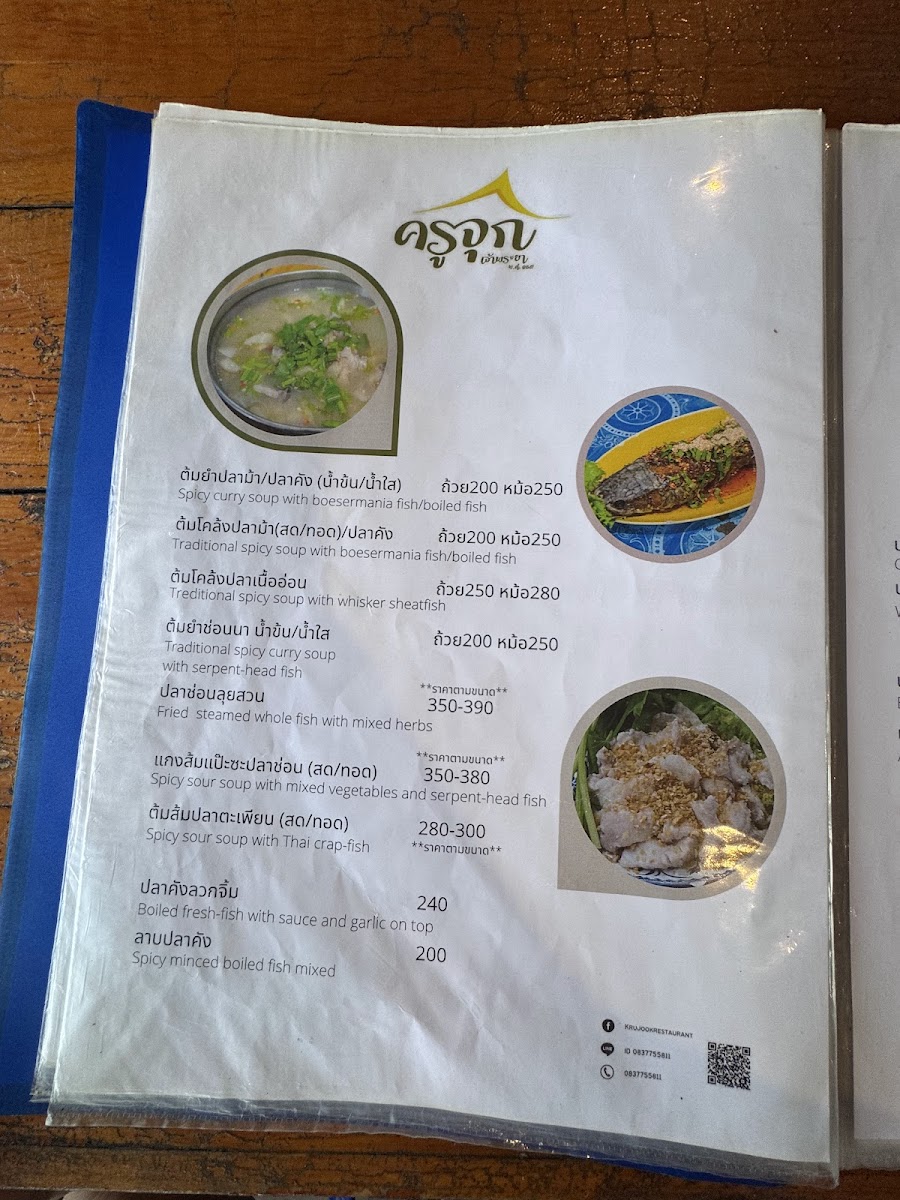 ครูจุก
เจ้าพระยา
ต้มยำปลาม้า/ปลาคัง (น้ำข้น/น้ำใส) ถ้วย200 หม้อ250
Spicy curry soup with boesermania fish/boiled fish
ต้มโคล้งปลาม้า(สด/ทอด)/ปลาคัง ถ้วย200 หม้อ250
Traditional spicy soup with boesermania fish/boiled fish
ต้มโคล้งปลาเนื้ออ่อน ถ้วย250 หม้อ280
Treditional spicy soup with whisker sheatfish
ต้มยำช่อนนา น้ำข้น/น้ำใส ถ้วย200 หม้อ250
Traditional spicy curry soup
with serpent-head fish
**ราคาตามขนาด**
ปลาช่อนลุยสวน 350-390
Fried steamed whole fish with mixed herbs
**ราคาตามขนาด**
แกงส้มแป๊ะซะปลาช่อน (สด/ทอด) 350-380
Spicy sour soup with mixed vegetables and serpent-head fish
ต้มส้มปลาตะเพียน (สด/ทอด) 280-300
Spicy sour soup with Thai crap-fish **ราคาตามขนาด**
ปลาคังลวกจิ้ม 240
Boiled fresh-fish with sauce and garlic on top
ลาบปลาคัง 200
Spicy minced boiled fish mixed
KRUJOOKRESTAURANT
LINE ID 0837755811
0837755811